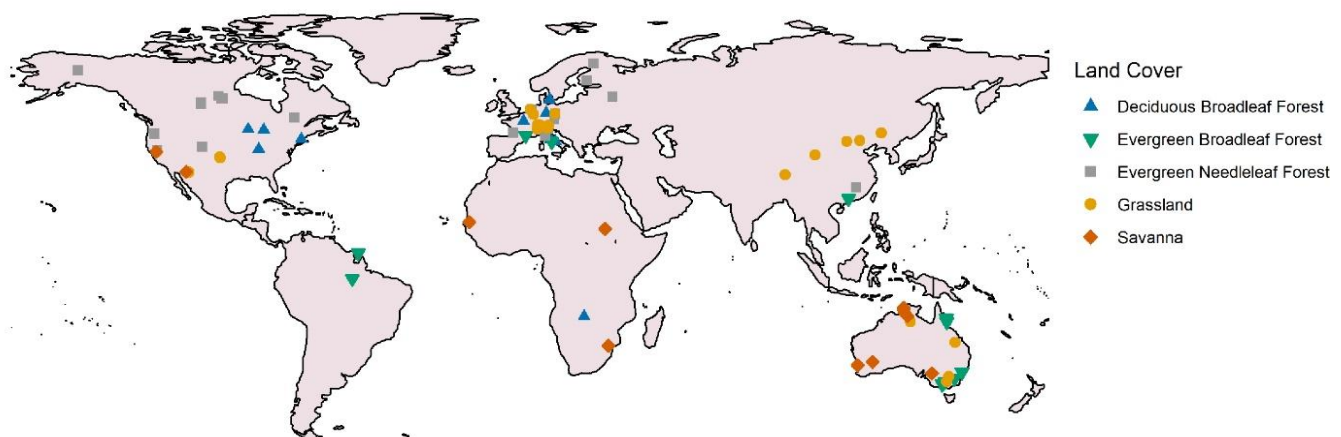 Land Cover
Deciduous Broadleaf Forest
Evergreen Broadleaf Forest
Evergreen Needleleaf Forest
Grassland
Savanna